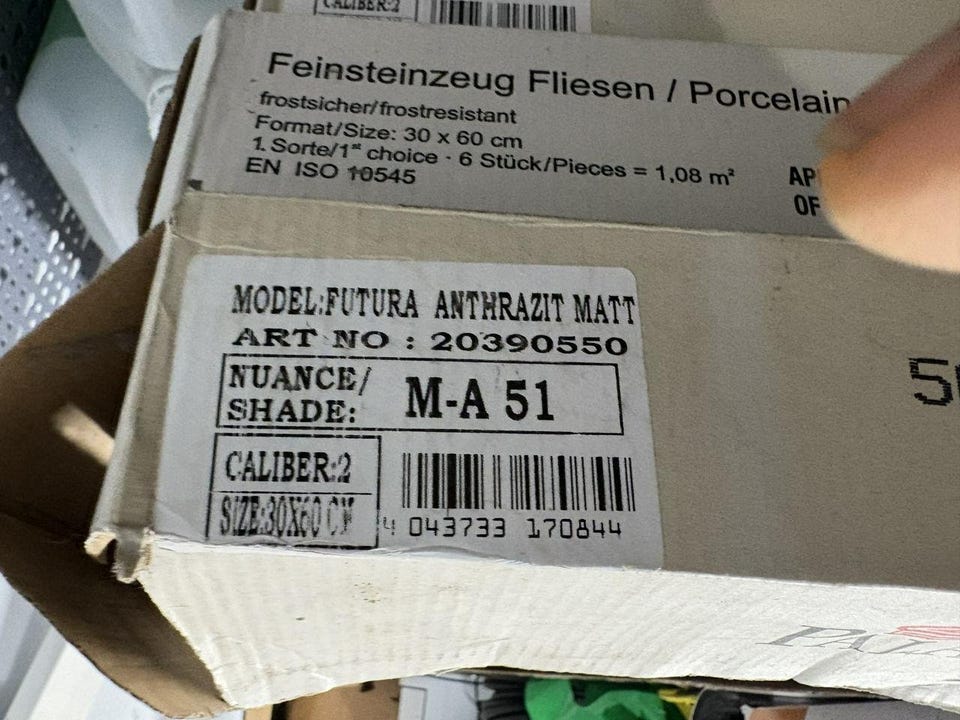 CALIBER:2
Feinsteinzeug Fliesen / Porcelain
frostsicher/frostresistant
Format/Size: 30 x 60 cm
1. Sorte/1st choice · 6 Stück/Pieces = 1,08 m²
EN ISO 10545
AP
OF
MODEL:FUTURA ANTHRAZIT MATT
ART NO : 20390550
NUANCE/
SHADE: M-A 51
CALIBER:2
SIZE:30X60 CM
4 043733 170844